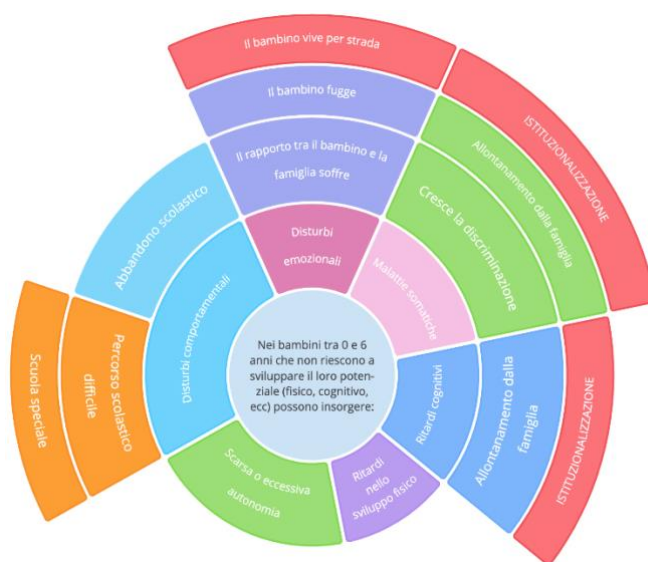 Il bambino vive per strada
Il bambino fugge
Il rapporto tra il bambino e la
famiglia soffre
Disturbi
emozionali
ISTITUZIONALIZZAZIONE
Allontanamento dalla famiglia
Cresce la discriminazione
Malattie somatiche
ISTITUZIONALIZZAZIONE
Allontanamento dalla
famiglia
Ritardi cognitivi
Ritardi
nello
sviluppo fisico
Scarsa o eccessiva
autonomia
Disturbi comportamentali
Abbandono scolastico
Percorso scolastico
difficile
Scuola speciale
Nei bambini tra 0 e 6
anni che non riescono a
sviluppare il loro poten-
ziale (fisico, cognitivo,
ecc) possono insorgere: